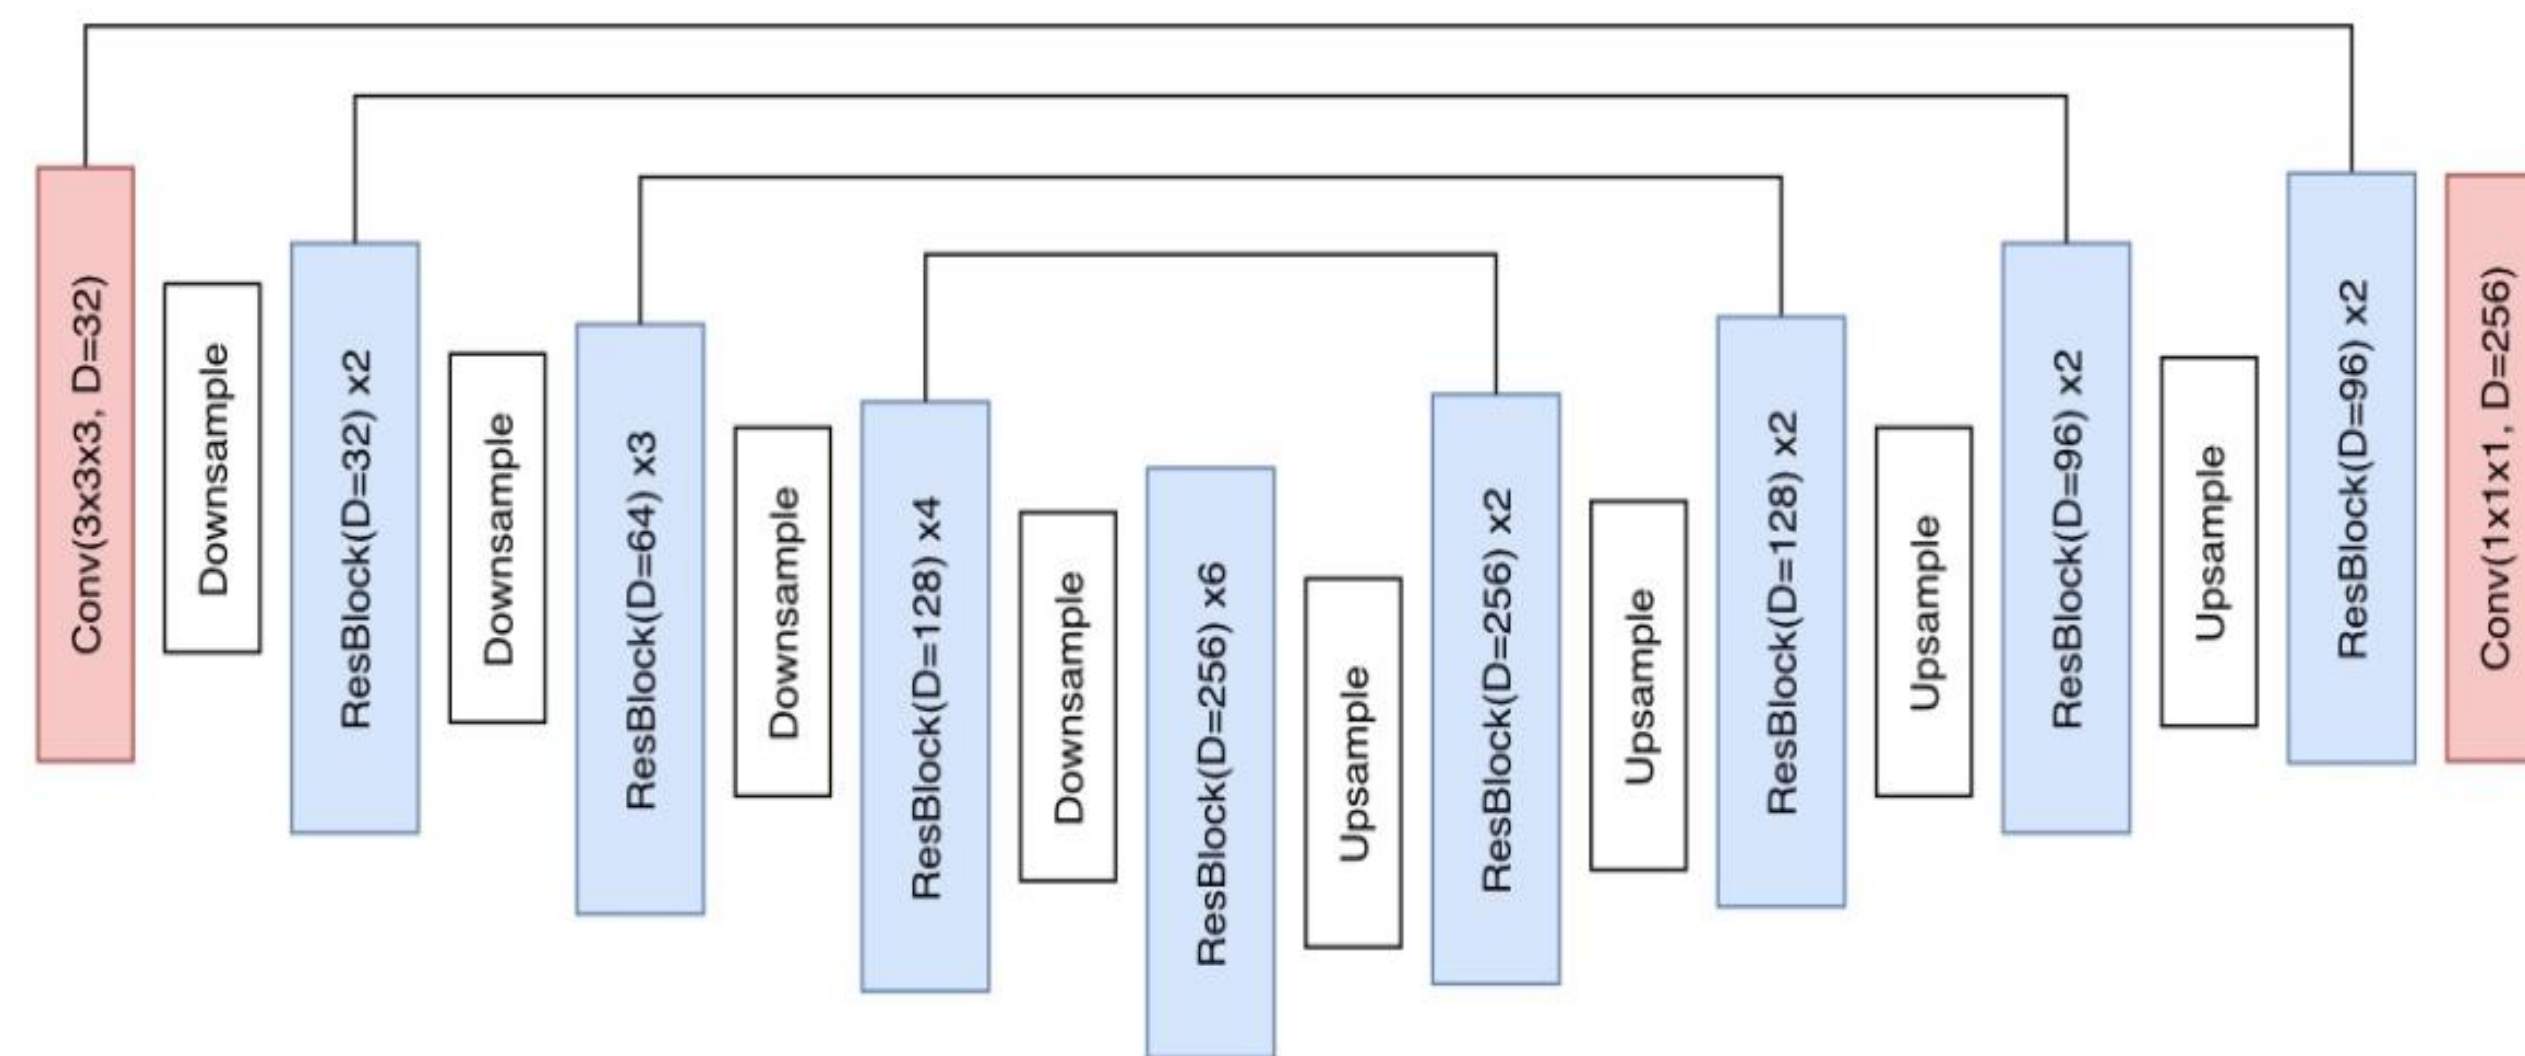 Conv(3x3x3, D=32)
Downsample
ResBlock(D=32) x2
Downsample
ResBlock(D=64) x3
Downsample
ResBlock(D=128) x4
Downsample
ResBlock(D=256) x6
Upsample
ResBlock(D=256) x2
Upsample
ResBlock(D=128) x2
Upsample
ResBlock(D=96) x2
Upsample
ResBlock(D=96) x2
Conv(1x1x1, D=256)